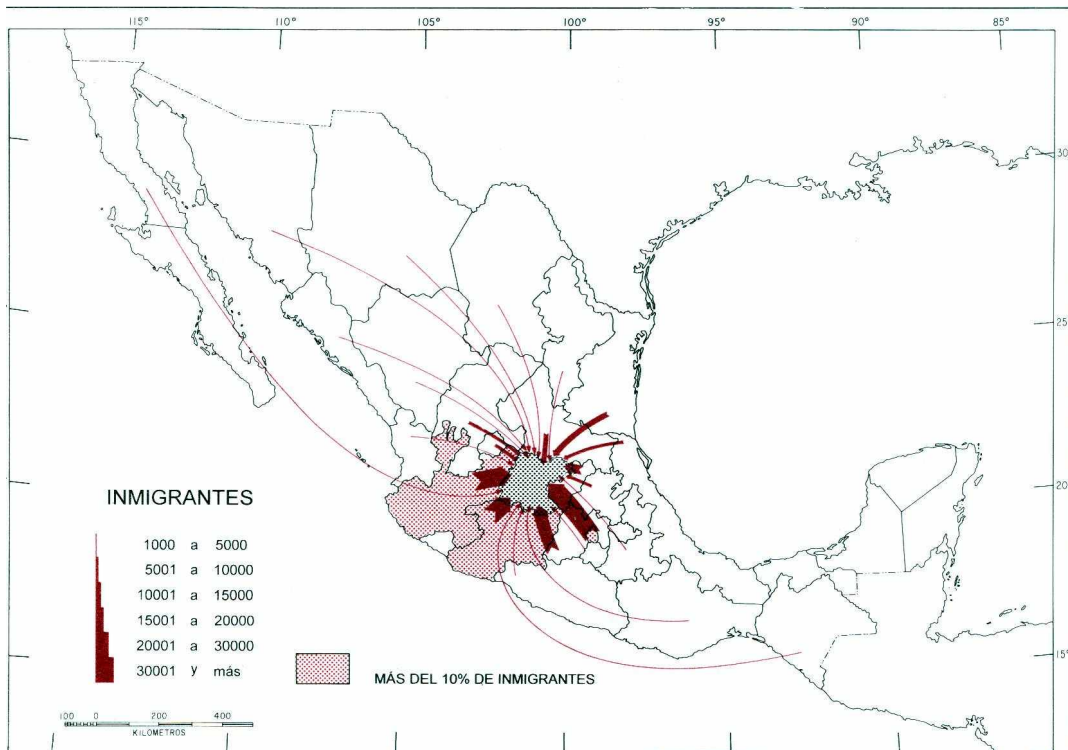 115° 110° 105° 100° 95° 90° 85°
30
25
20
15°
INMIGRANTES
1000 a 5000
5001 a 10000
10001 a 15000
15001 a 20000
20001 a 30000
30001 y más
MÁS DEL 10% DE INMIGRANTES
100 0 200 400
KILOMETROS